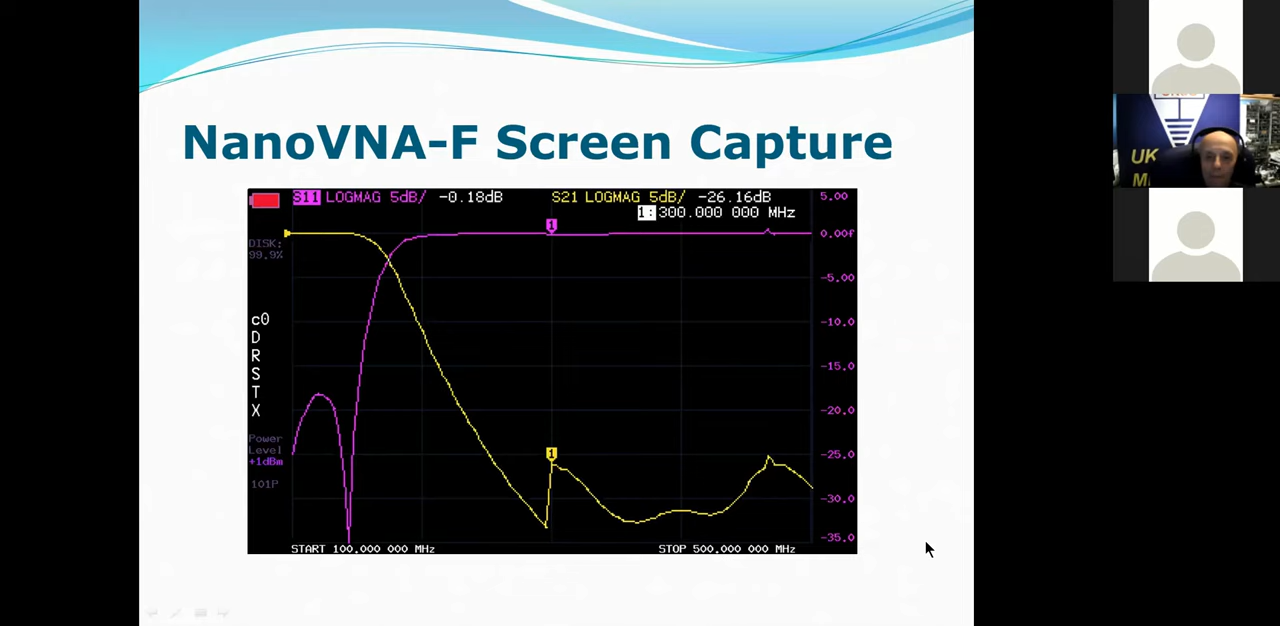 NanoVNA-F Screen Capture
S11 LOGMAG 5dB/ -0.18dB S21 LOGMAG 5dB/ -26.16dB
1:300.000 000 MHz
5.00
0.00f
-5.00
-10.0
-15.0
-20.0
-25.0
-30.0
-35.0
1
1
DISK:
99.9%
c0
D
R
S
T
X
Power
Level
+1dBm
101P
START 100.000 000 MHz STOP 500.000 000 MHz
UK